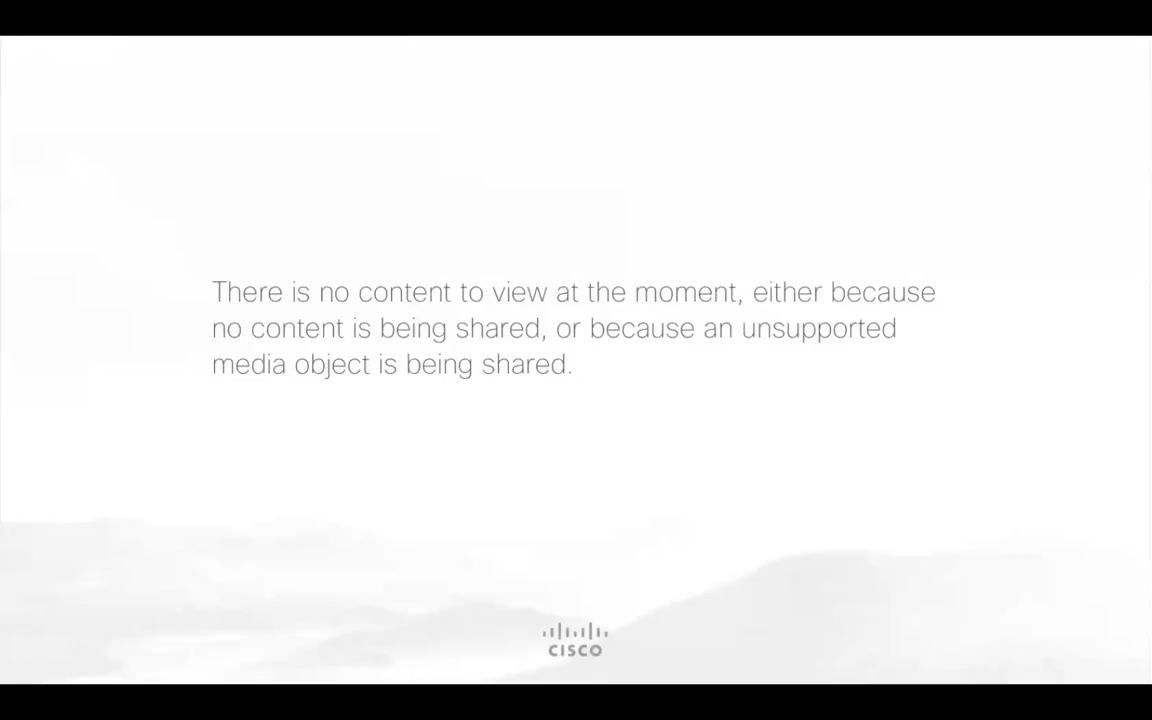 There is no content to view at the moment, either because
no content is being shared, or because an unsupported
media object is being shared.
CISCO